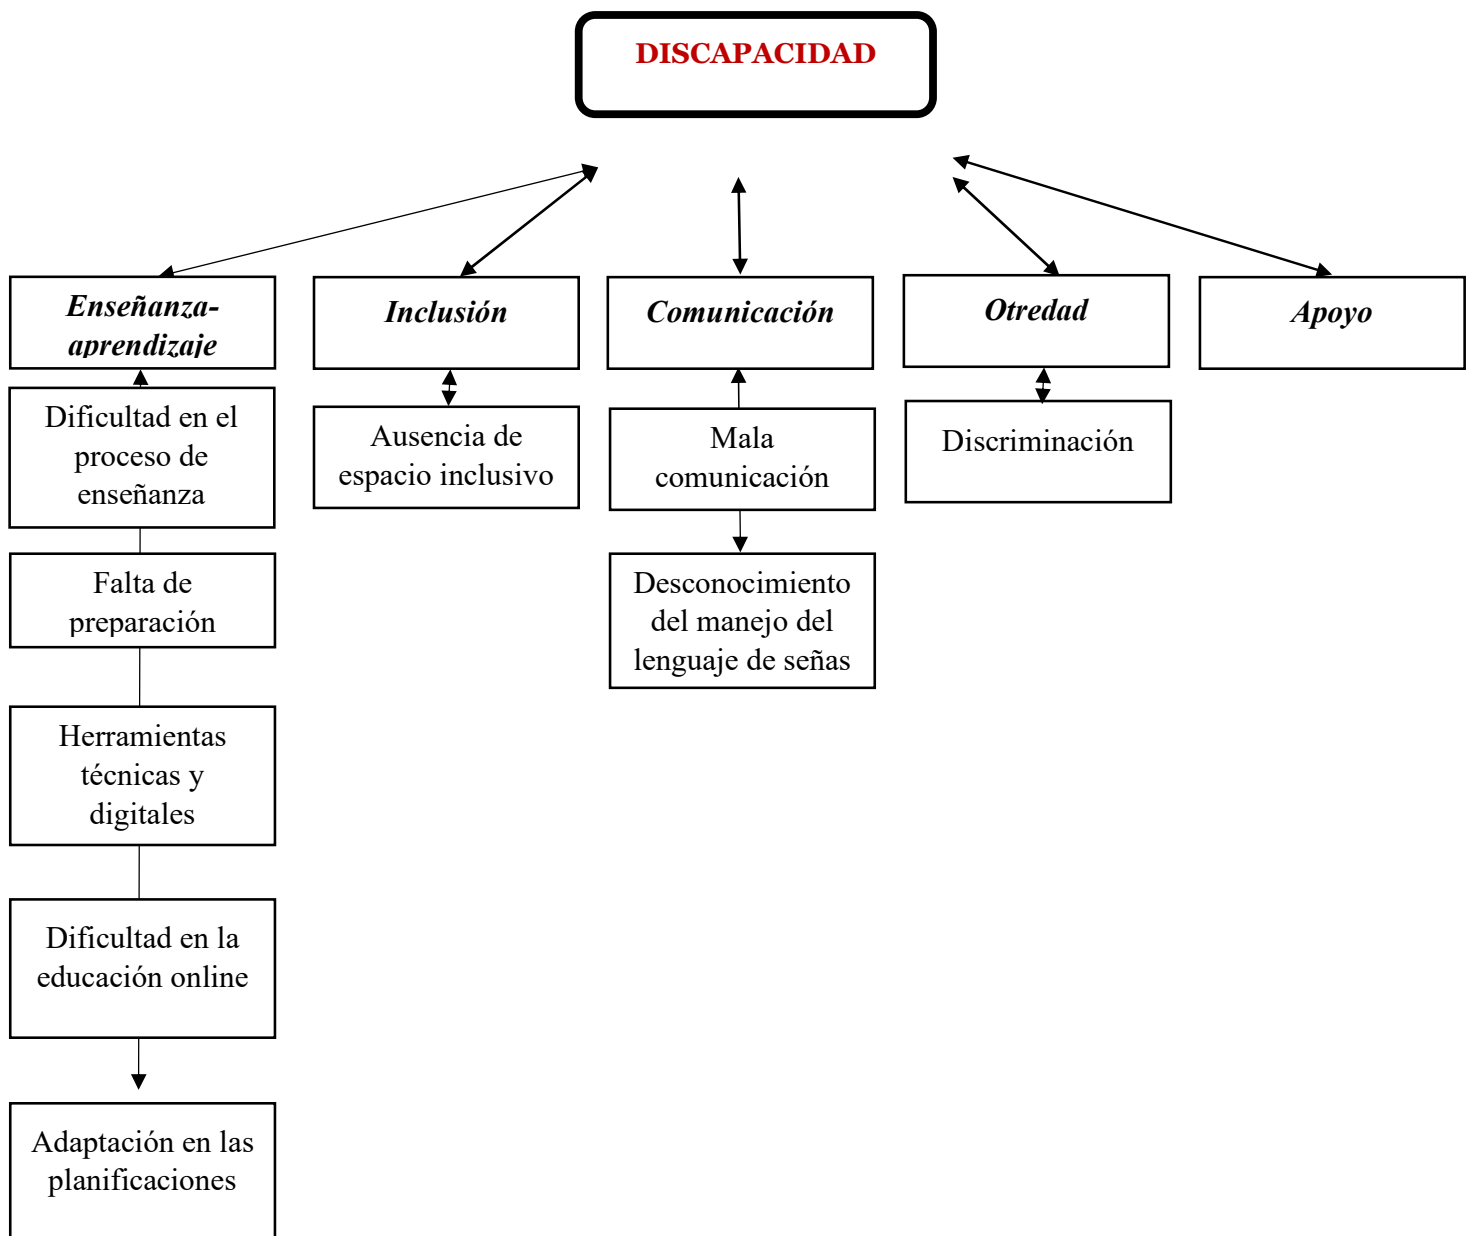 DISCAPACIDAD
Enseñanza-
aprendizaje
Inclusión
Comunicación
Otredad
Apoyo
Dificultad en el
proceso de
enseñanza
Ausencia de
espacio inclusivo
Mala
comunicación
Discriminación
Falta de
preparación
Desconocimiento
del manejo del
lenguaje de señas
Herramientas
técnicas y
digitales
Dificultad en la
educación online
Adaptación en las
planificaciones